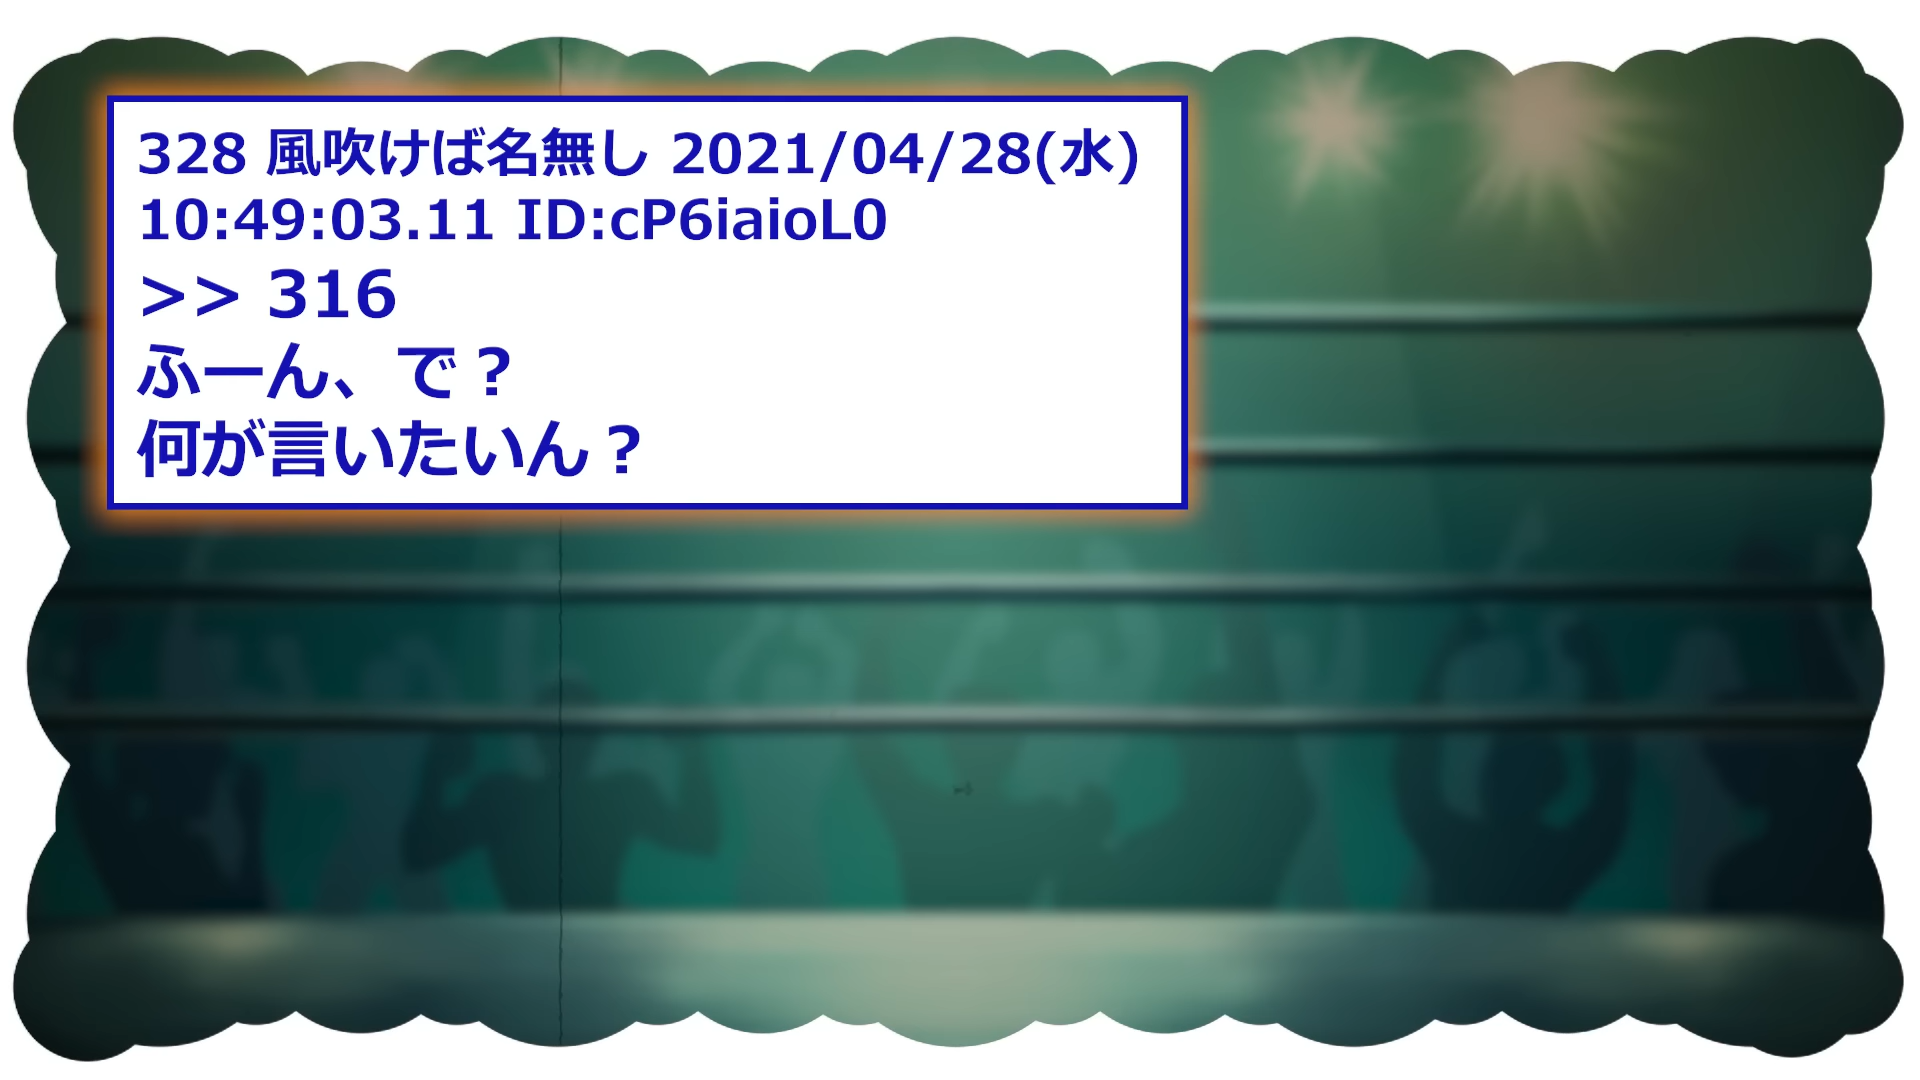 328 風吹けば名無し 2021/04/28(水)
10:49:03.11 ID:cP6iaioL0
>> 316
ふーん、で？
何が言いたいん？